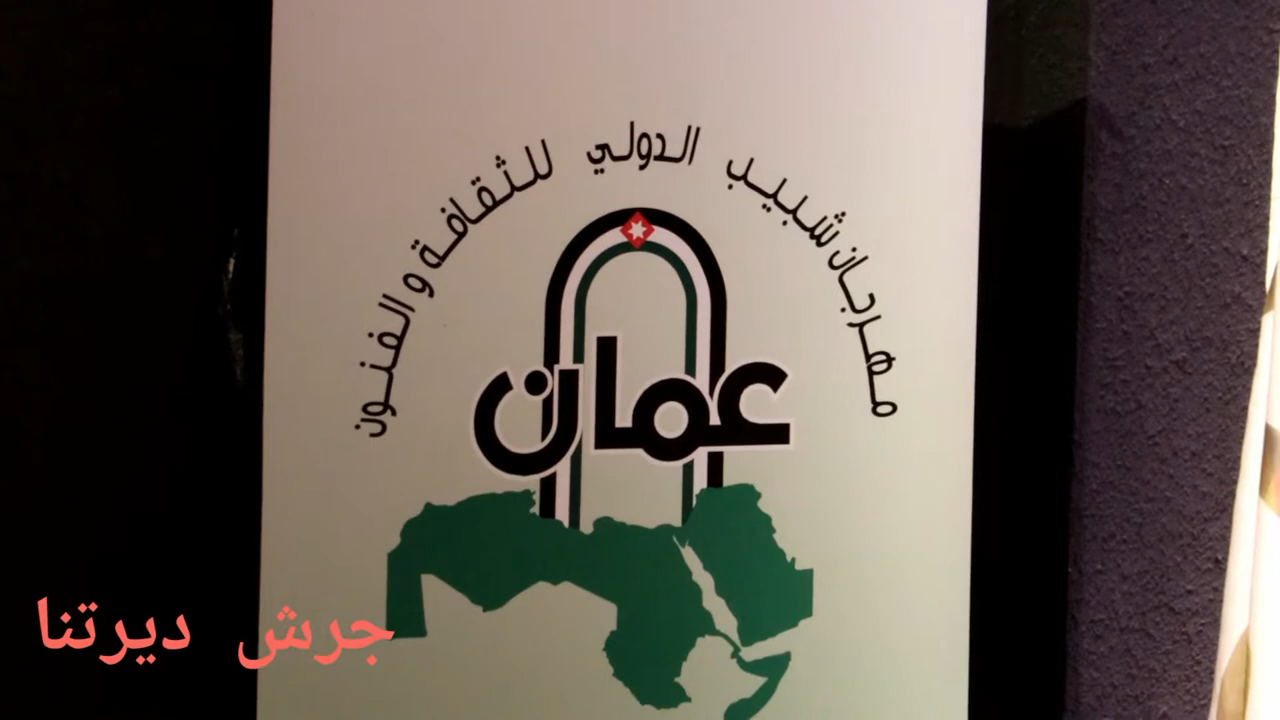 مهرجان شبيب الدولي للثقافة و الفنون
عمان
جرش ديرتنا